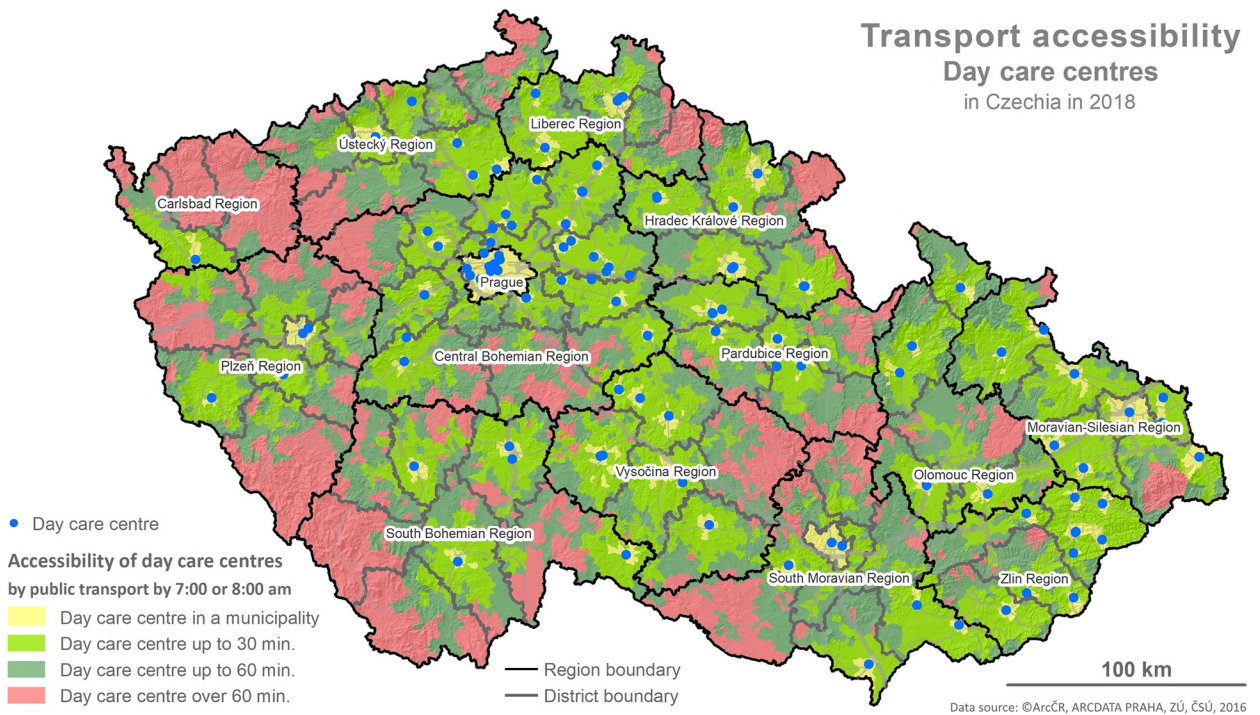 Transport accessibility
Day care centres
in Czechia in 2018
Liberec Region
Ústecký Region
Carlsbad Region
Hradec Králové Region
Prague
Central Bohemian Region
Pardubice Region
Plzeň Region
Moravian-Silesian Region
Vysočina Region
Olomouc Region
South Bohemian Region
South Moravian Region
Zlin Region
Day care centre
Accessibility of day care centres
by public transport by 7:00 or 8:00 am
Day care centre in a municipality
Day care centre up to 30 min.
Day care centre up to 60 min.
Day care centre over 60 min.
Region boundary
District boundary
100 km
Data source: ©ArcČR, ARCDATA PRAHA, ZÚ, ČSÚ, 2016